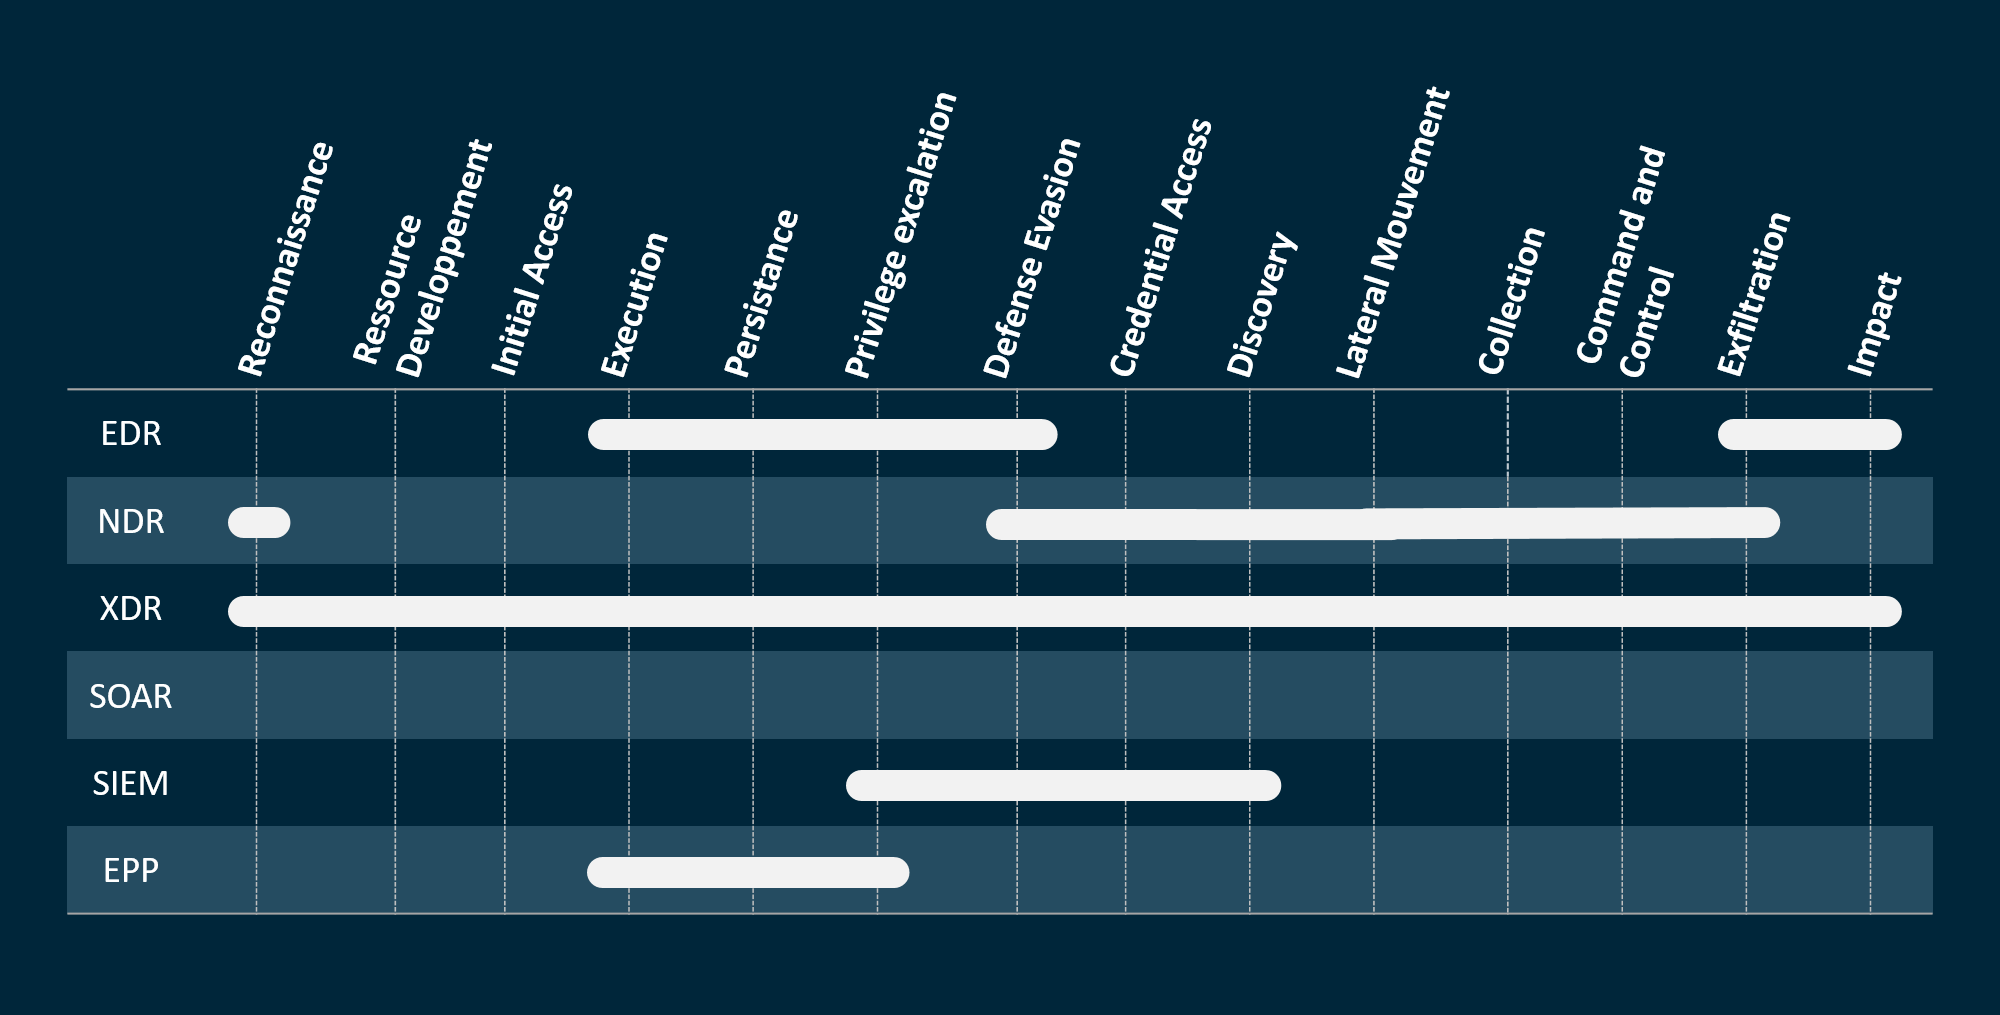 Reconnaissance
Ressource
Developpement
Initial Access
Execution
Persistance
Privilege excalation
Defense Evasion
Credential Access
Discovery
Lateral Mouvement
Collection
Command and
Control
Exfiltration
Impact
EDR
NDR
XDR
SOAR
SIEM
EPP